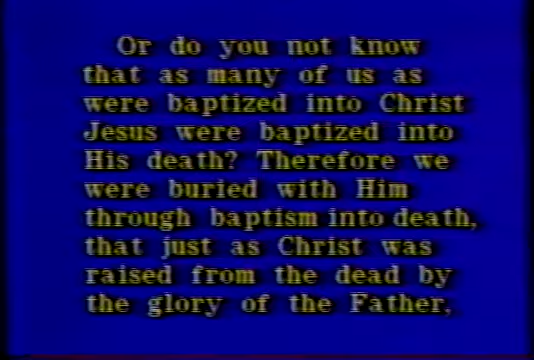 Or do you not know
that as many of us as
were baptized into Christ
Jesus were baptized into
His death? Therefore we
were buried with Him
through baptism into death,
that just as Christ was
raised from the dead by
the glory of the Father,